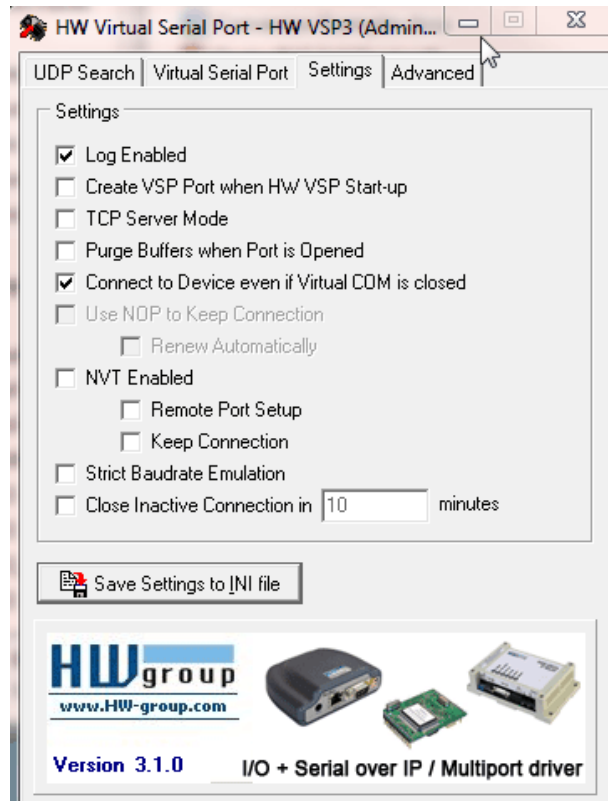 HW Virtual Serial Port - HW VSP3 (Admin...
UDP Search Virtual Serial Port Settings Advanced
Settings
Log Enabled
Create VSP Port when HW VSP Start-up
TCP Server Mode
Purge Buffers when Port is Opened
Connect to Device even if Virtual COM is closed
Use NOP to Keep Connection
Renew Automatically
NVT Enabled
Remote Port Setup
Keep Connection
Strict Baudrate Emulation
Close Inactive Connection in 10 minutes
Save Settings to INI file
HW group
www.HW-group.com
Version 3.1.0
I/O + Serial over IP / Multiport driver